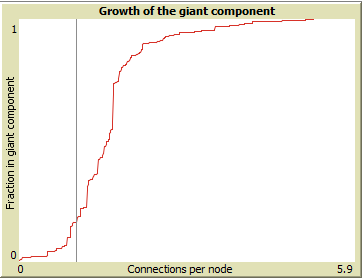 Growth of the giant component
1
Fraction in giant component
0
0
Connections per node
5.9